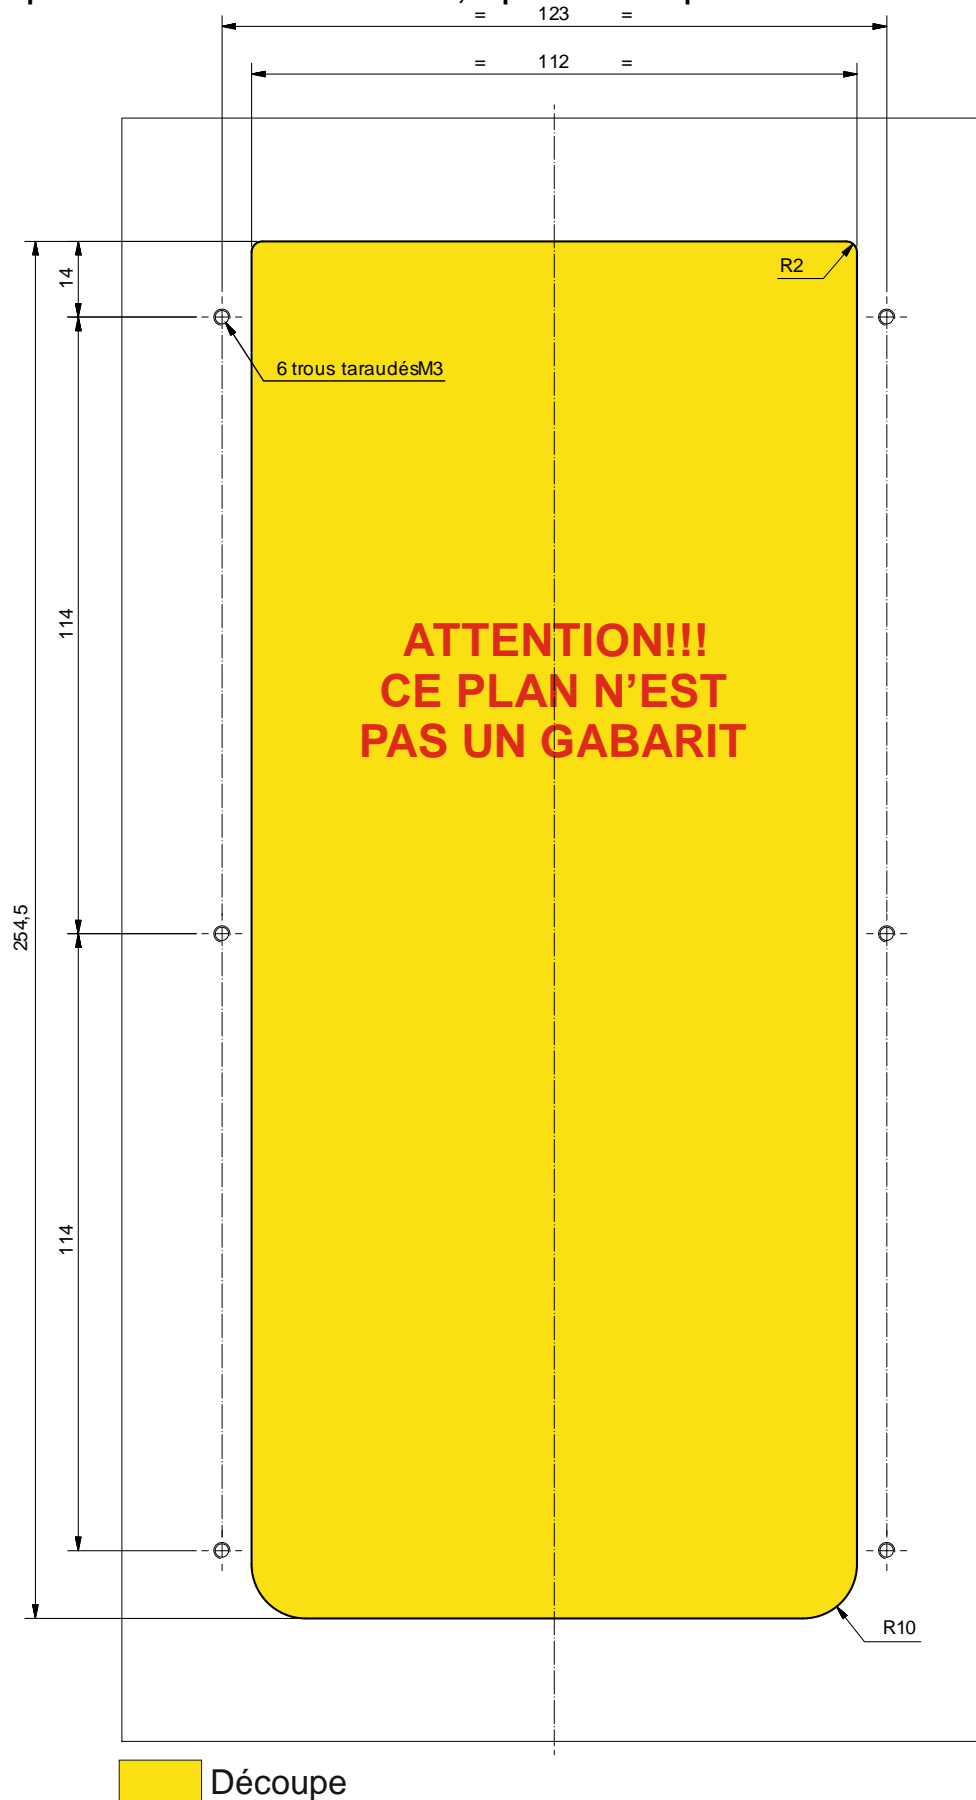 = 123 =
= 112 =
14
R2
6 trous taraudésM3
114
ATTENTION!!!
CE PLAN N’EST
PAS UN GABARIT
254,5
114
R10
Découpe